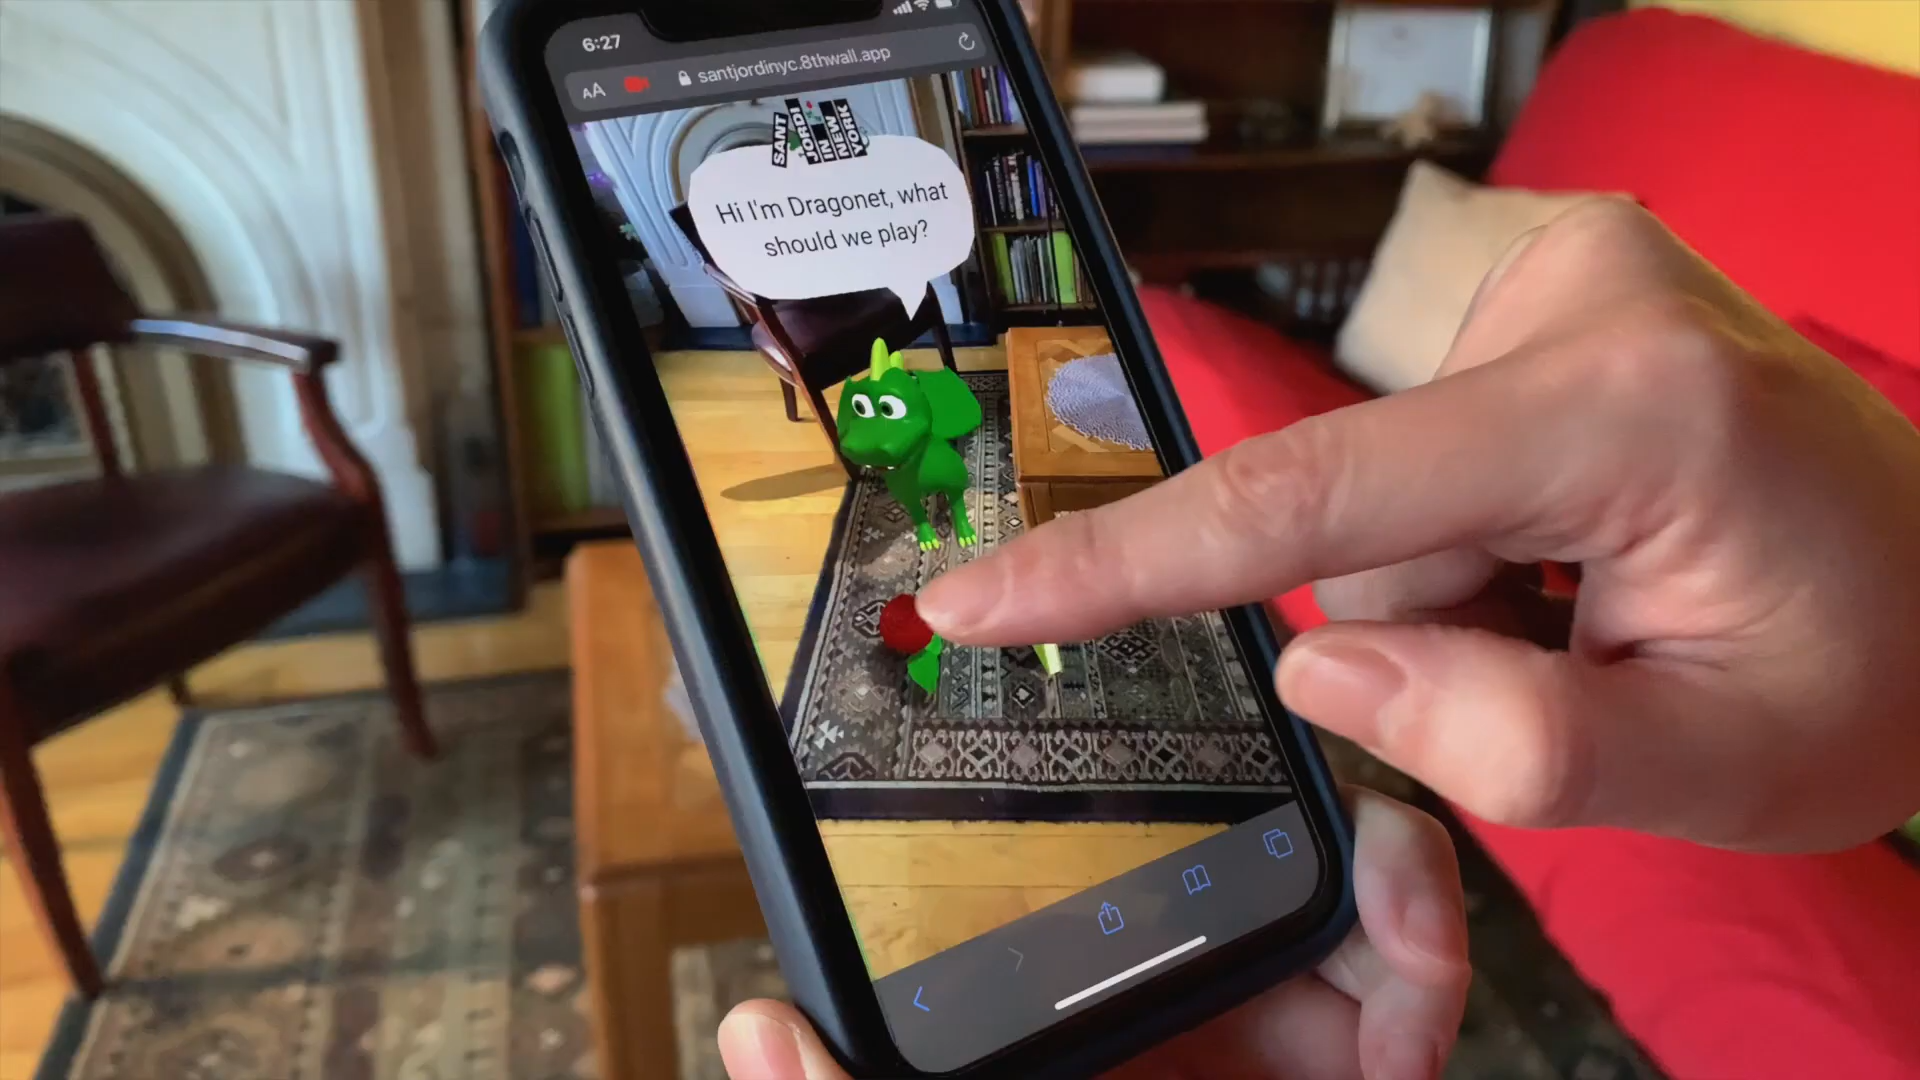 6:27
AA
santjordinyc.8thwall.app
SANT
JORDI
IN
NEW
YORK
Hi I'm Dragonet, what
should we play?